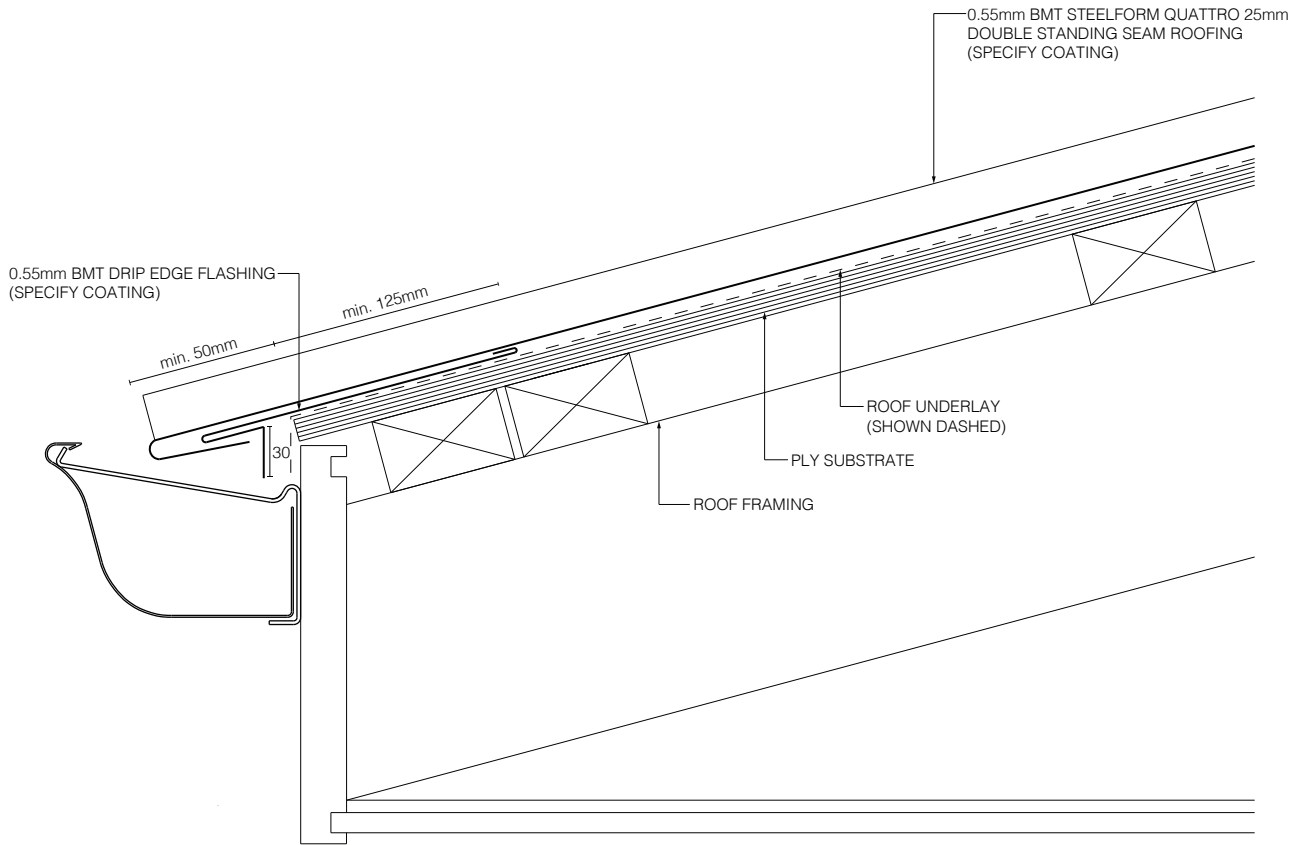 0.55mm BMT STEELFORM QUATTRO 25mm
DOUBLE STANDING SEAM ROOFING
(SPECIFY COATING)
0.55mm BMT DRIP EDGE FLASHING
(SPECIFY COATING)
min. 125mm
min. 50mm
30
ROOF UNDERLAY
(SHOWN DASHED)
PLY SUBSTRATE
ROOF FRAMING